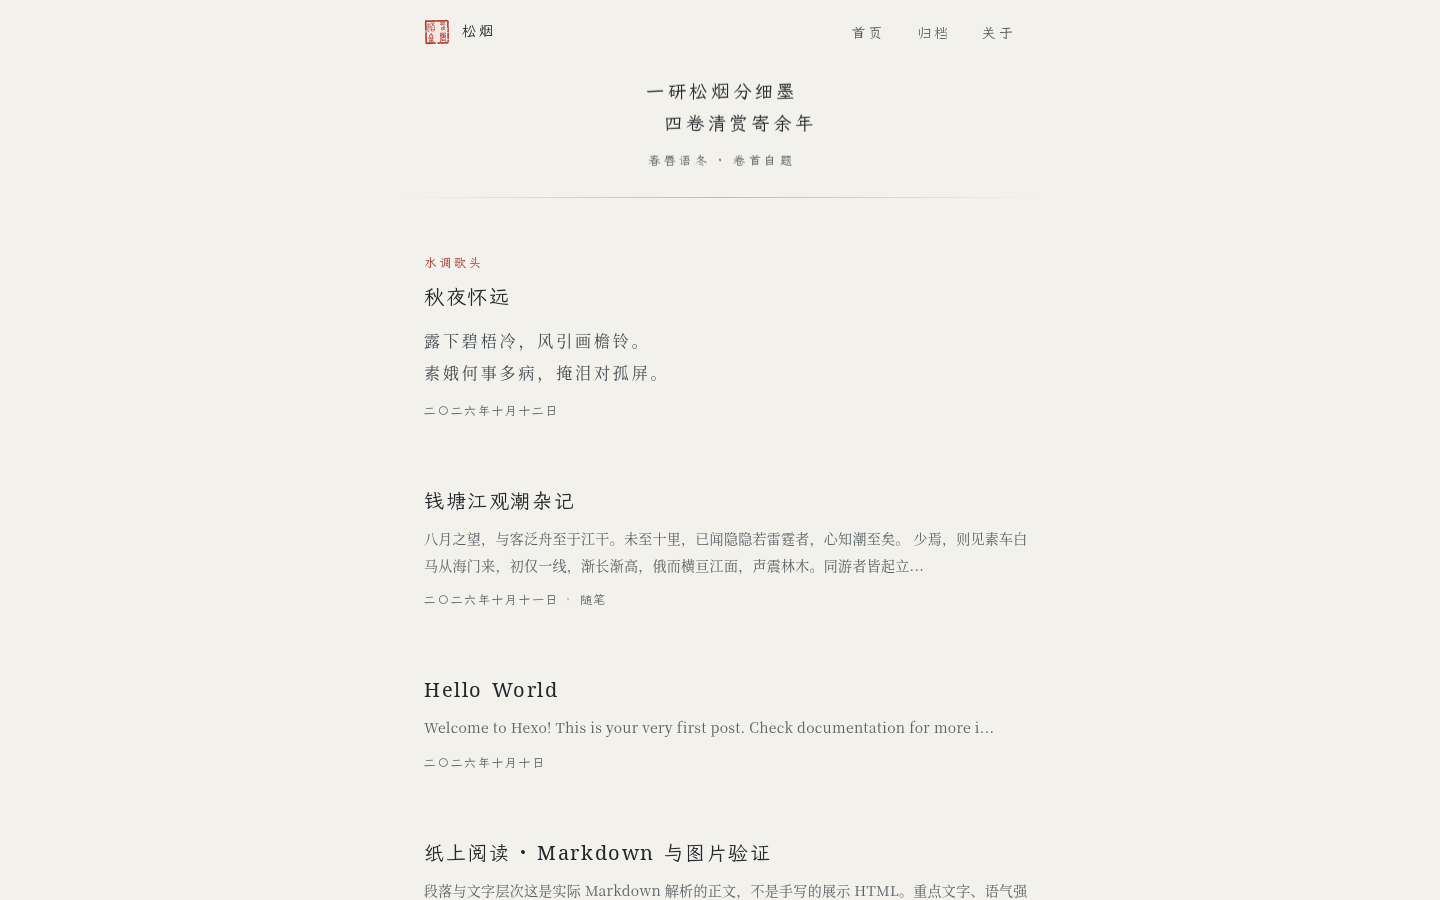 松烟
首页 归档 关于
一研松烟分细墨
四卷清赏寄余年
春唇语冬 · 卷首自题
水调歌头
秋夜怀远
露下碧梧冷，风引画檐铃。
素娥何事多病，掩泪对孤屏。
二〇二六年十月十二日
钱塘江观潮杂记
八月之望，与客泛舟至于江干。未至十里，已闻隐隐若雷霆者，心知潮至矣。 少焉，则见素车白
马从海门来，初仅一线，渐长渐高，俄而横亘江面，声震林木。同游者皆起立...
二〇二六年十月十一日 · 随笔
Hello World
Welcome to Hexo! This is your very first post. Check documentation for more i...
二〇二六年十月十日
纸上阅读 · Markdown 与图片验证
段落与文字层次这是实际 Markdown 解析的正文，不是手写的展示 HTML。重点文字、语气强